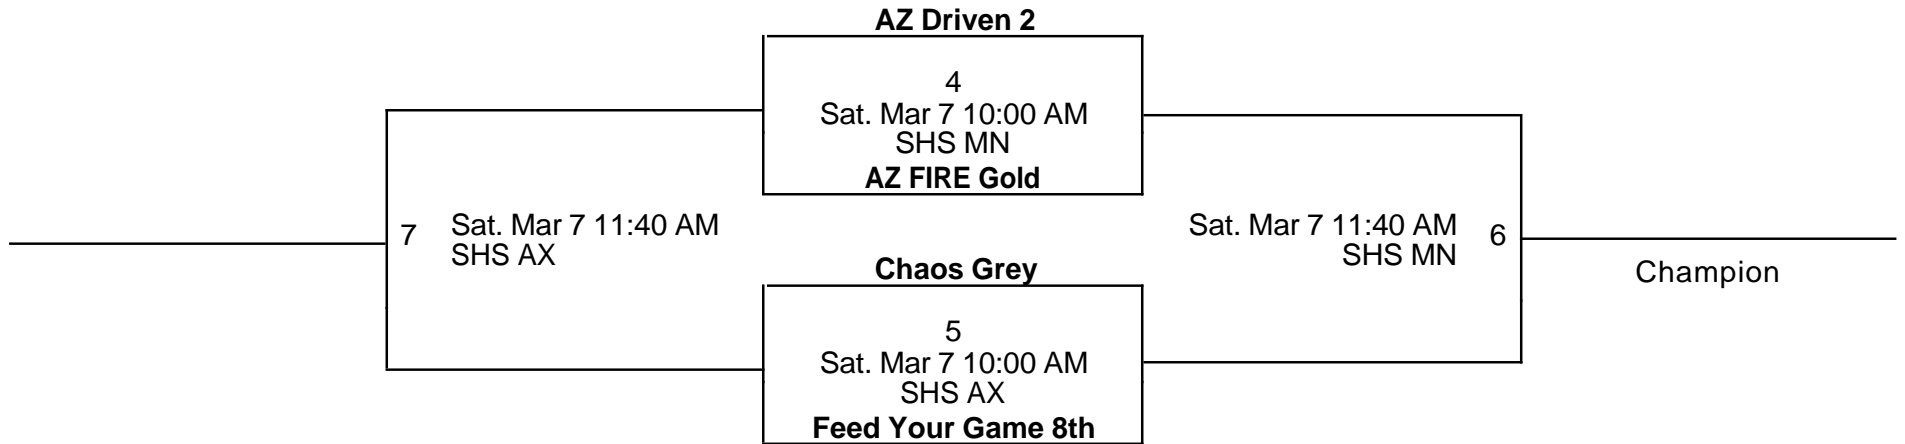 AZ Driven 2
4
Sat. Mar 7 10:00 AM
SHS MN
AZ FIRE Gold
7
Sat. Mar 7 11:40 AM
SHS AX
Sat. Mar 7 11:40 AM
SHS MN
6
Champion
Chaos Grey
5
Sat. Mar 7 10:00 AM
SHS AX
Feed Your Game 8th